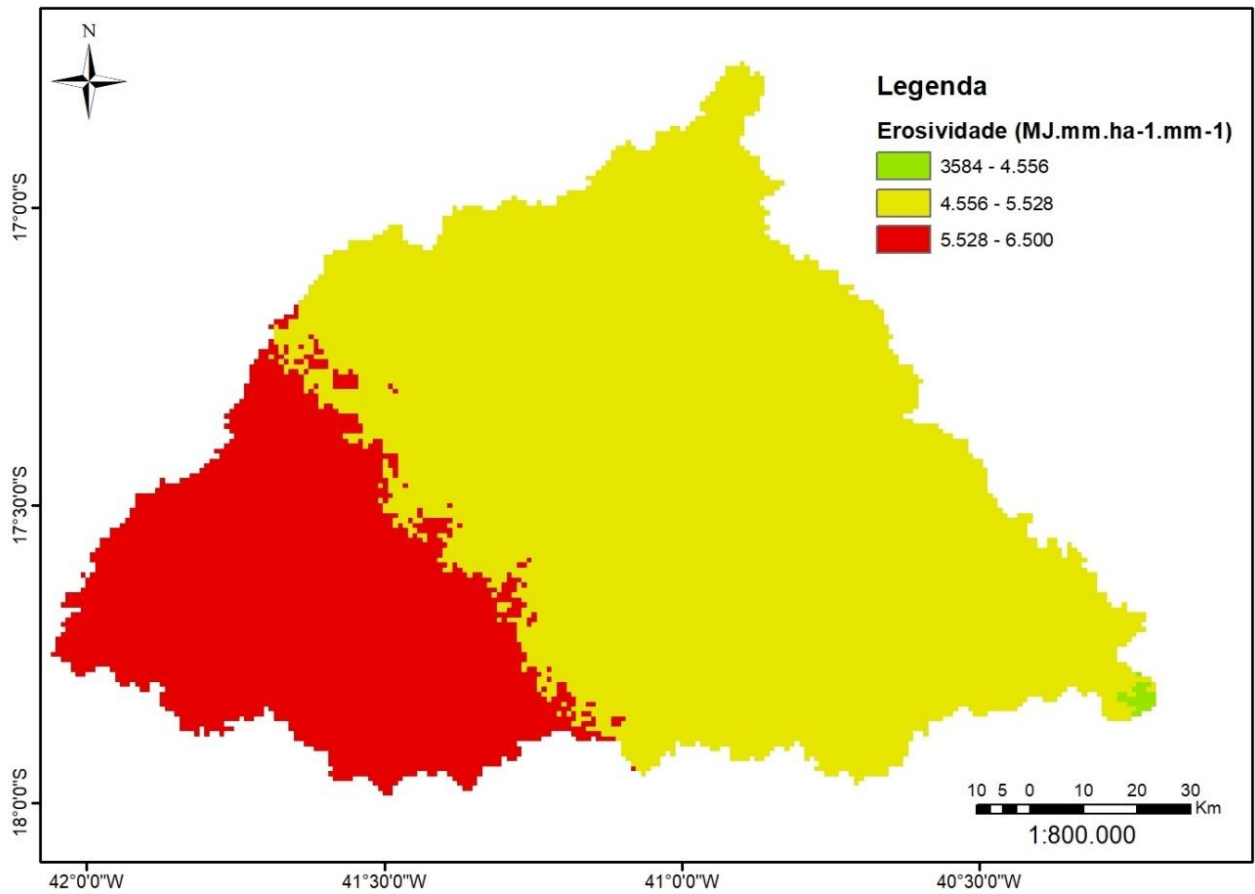 N
Legenda
Erosividade (MJ.mm.ha-1.mm-1)
3584 - 4.556
4.556 - 5.528
5.528 - 6.500
17°0'0"S
17°30'0"S
18°0'0"S
10 5 0 10 20 30
Km
1:800.000
42°0'0"W 41°30'0"W 41°0'0"W 40°30'0"W